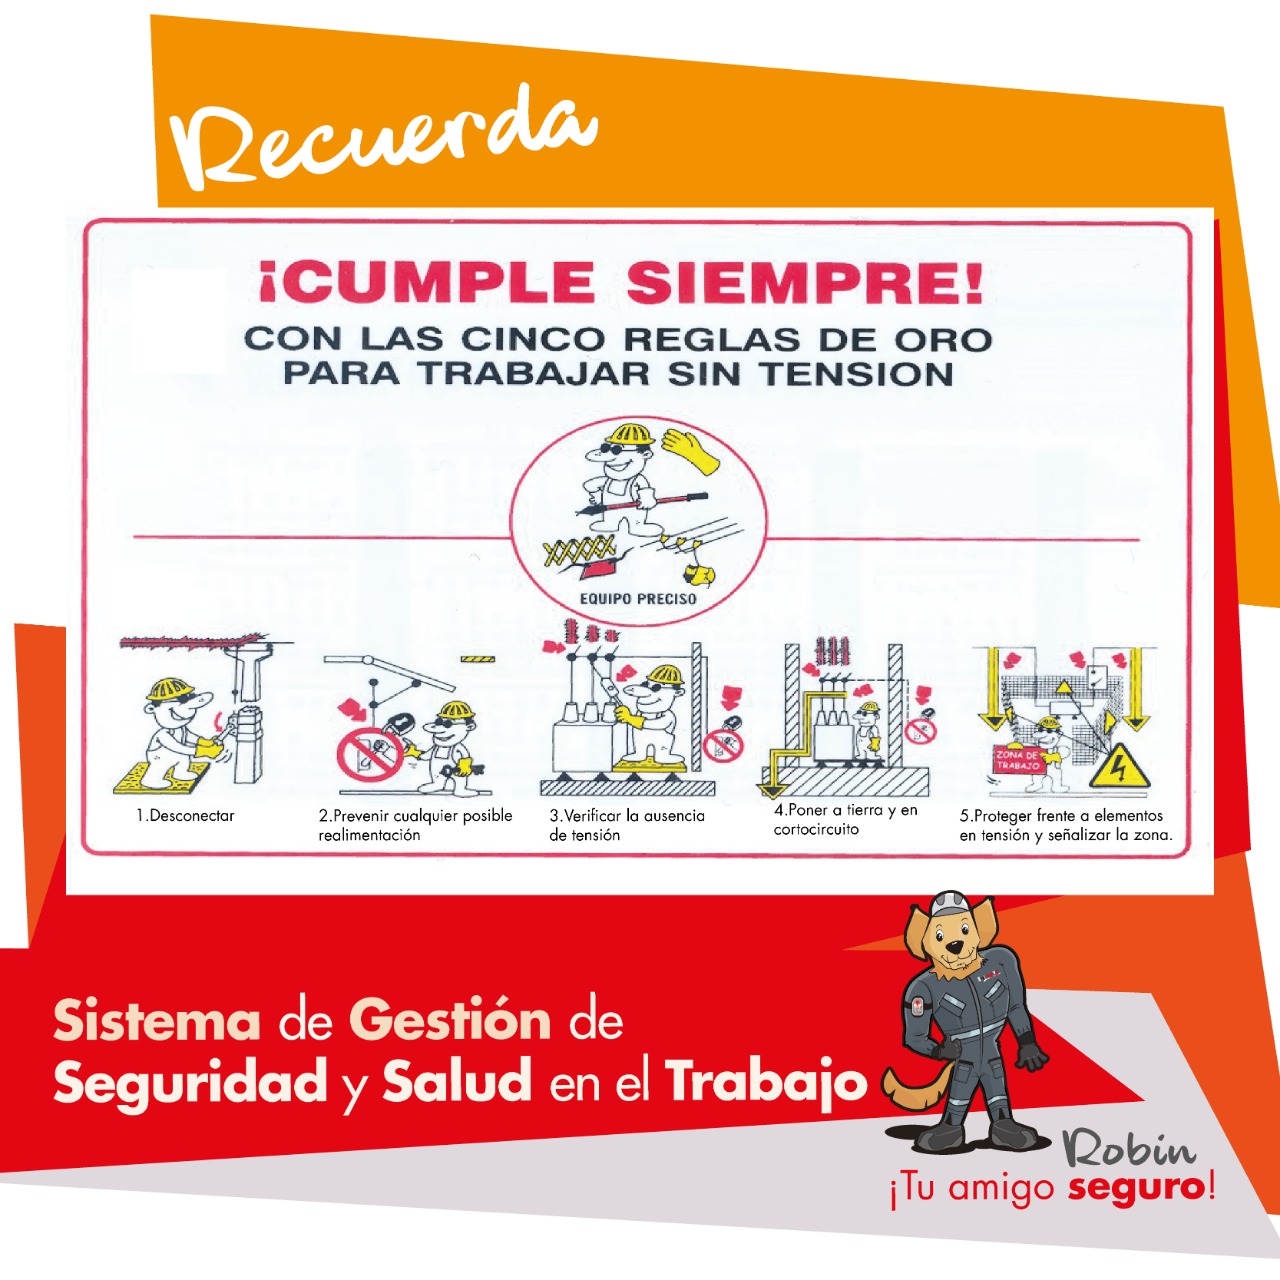 Recuerda
¡CUMPLE SIEMPRE!
CON LAS CINCO REGLAS DE ORO
PARA TRABAJAR SIN TENSION
EQUIPO PRECISO
ZONA DE
TRABAJO
1.Desconectar
2.Prevenir cualquier posible
realimentación
3.Verificar la ausencia
de tensión
4.Poner a tierra y en
cortocircuito
5.Proteger frente a elementos
en tensión y señalizar la zona.
Sistema de Gestión de
Seguridad y Salud en el Trabajo
Robin
¡Tu amigo seguro!